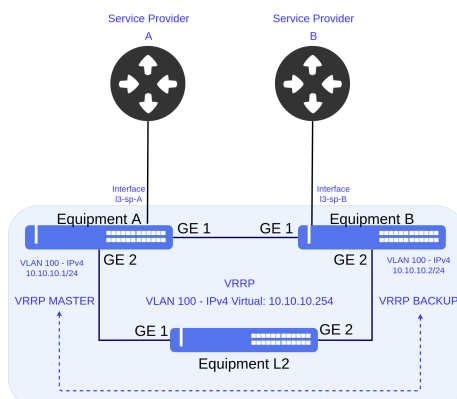 Service Provider
A
Service Provider
B
Interface
l3-sp-A
Interface
l3-sp-B
Equipment A
Equipment B
GE 1
GE 1
VLAN 100 - IPv4
10.10.10.1/24
GE 2
GE 2
VLAN 100 - IPv4
10.10.10.2/24
VRRP
VRRP MASTER
VLAN 100 - IPv4 Virtual: 10.10.10.254
VRRP BACKUP
GE 1
GE 2
Equipment L2